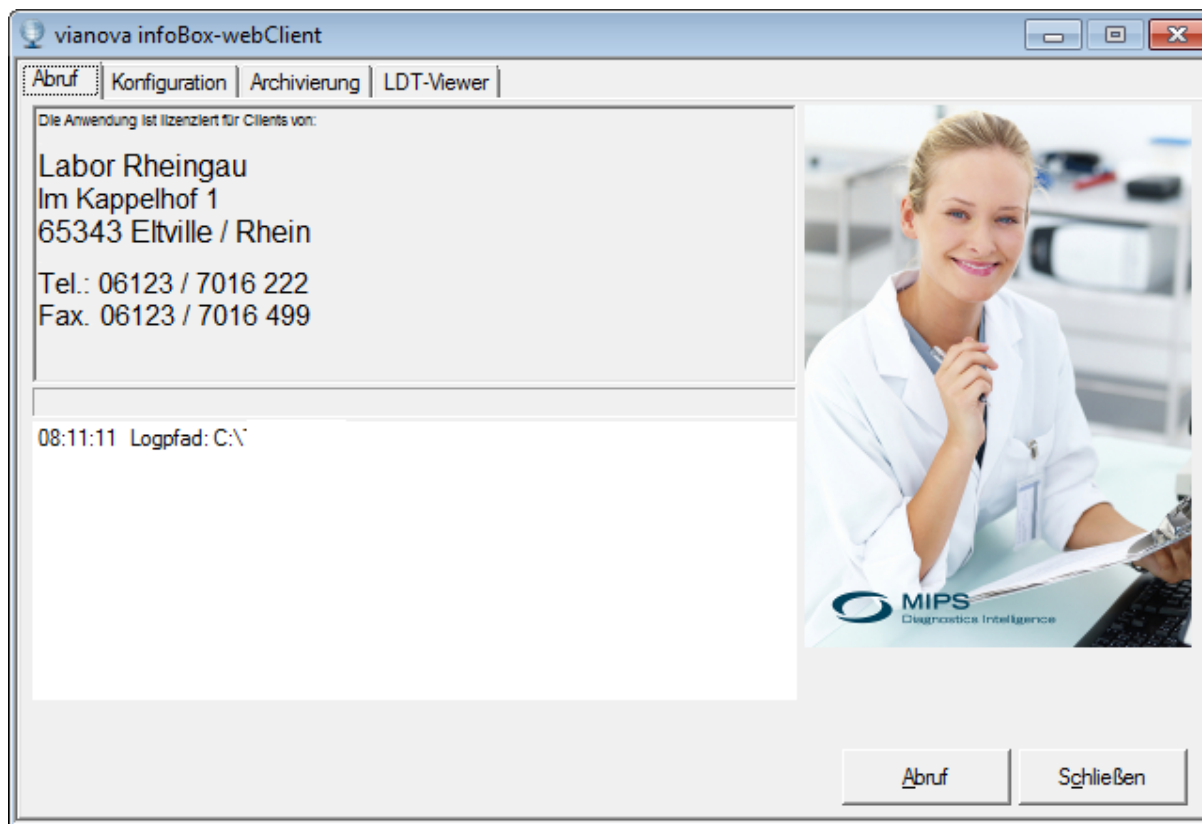 vianova infoBox-webClient
Abruf Konfiguration Archivierung LDT-Viewer
Die Anwendung ist lizenziert für Clients von:
Labor Rheingau
Im Kappelhof 1
65343 Eltville / Rhein
Tel.: 06123 / 7016 222
Fax. 06123 / 7016 499
08:11:11 Logpfad: C:\
MIPS
Diagnostics Intelligence
Abruf Schließen